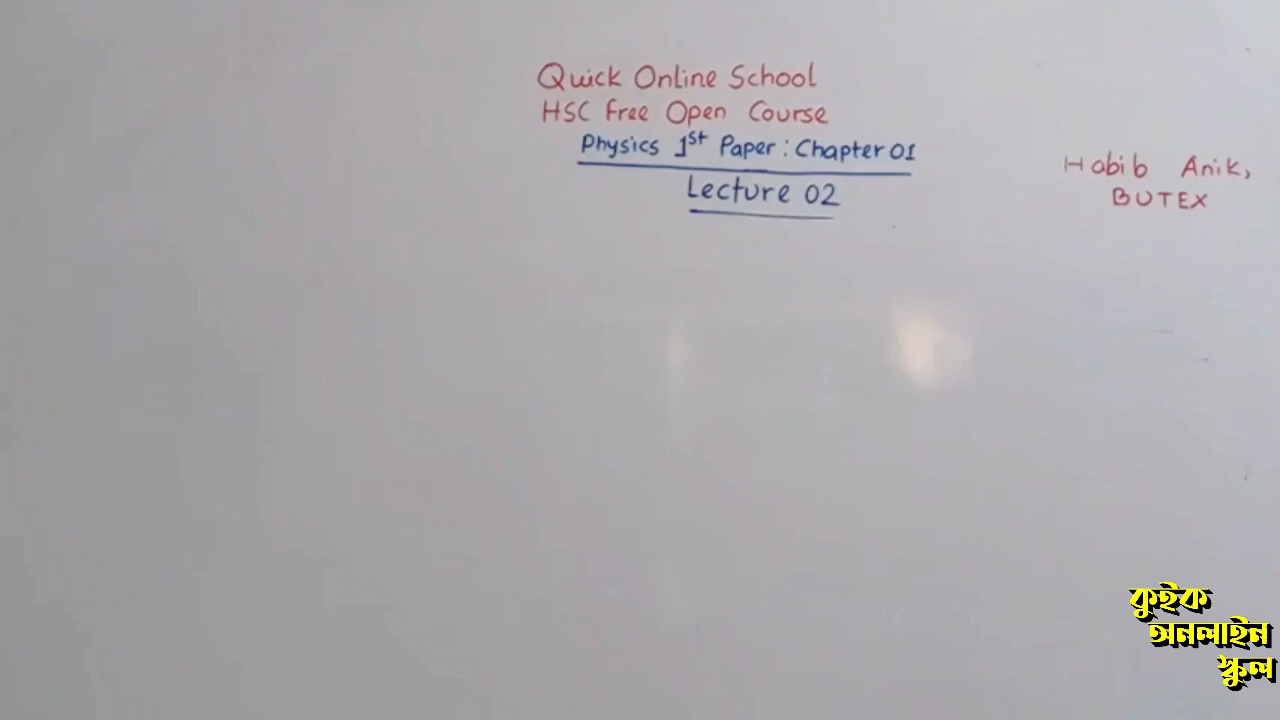 Quick Online School
HSC Free Open Course
Physics 1st Paper : Chapter 01
Lecture 02
Habib Anik,
BUTEX
কুইক
অনলাইন
স্কুল